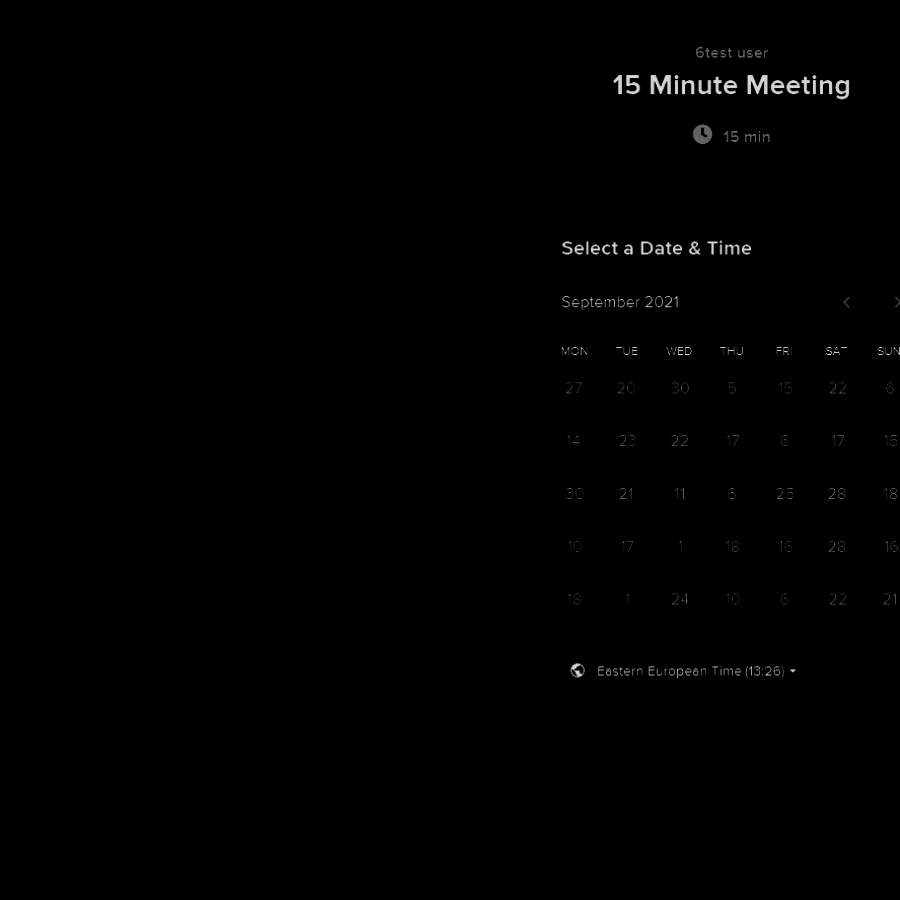 6test user
15 Minute Meeting
15 min
Select a Date & Time
September 2021
MON TUE WED THU FRI SAT SUN
27 20 30 5 15 22 6
14 23 22 17 6 17 15
30 21 11 6 25 28 18
10 17 1 18 16 28 16
18 1 24 10 6 22 21
Eastern European Time (13:26)